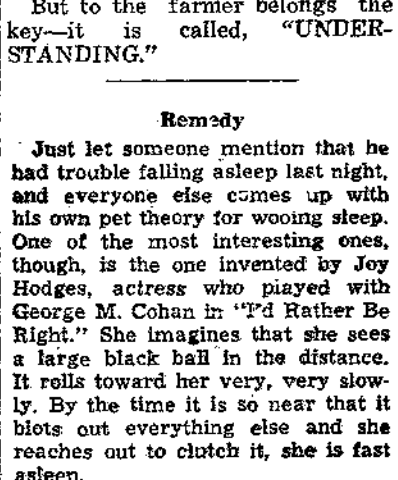 But to the farmer belongs the
key—it is called, “UNDER-
STANDING.”
Remedy
Just let someone mention that he
had trouble falling asleep last night,
and everyone else comes up with
his own pet theory for wooing sleep.
One of the most interesting ones,
though, is the one invented by Joy
Hodges, actress who played with
George M. Cohan in “I’d Rather Be
Right.” She imagines that she sees
a large black ball in the distance.
It rolls toward her very, very slow-
ly. By the time it is so near that it
blots out everything else and she
reaches out to clutch it, she is fast
asleep.